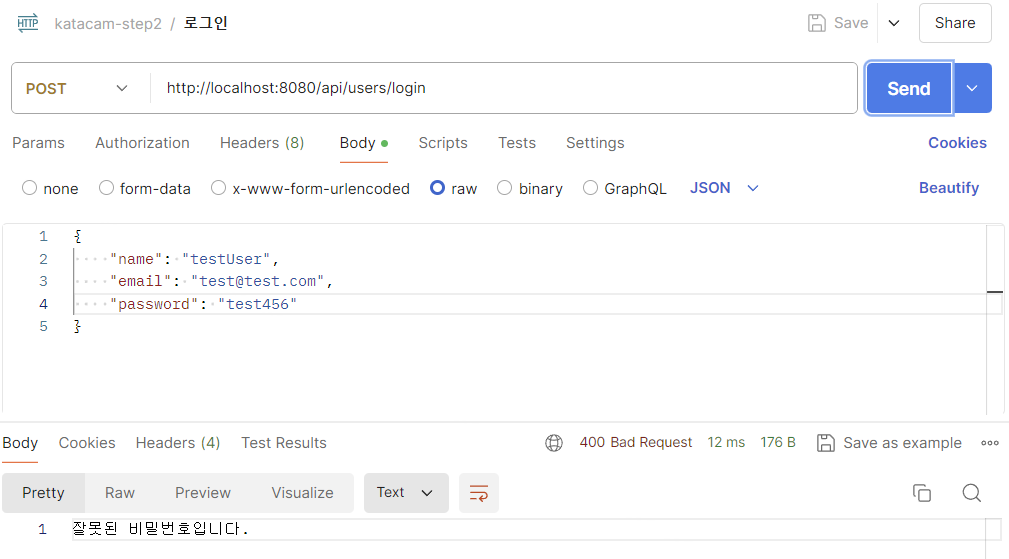 HTTP katacam-step2 / 로그인 Save Share
POST http://localhost:8080/api/users/login Send
Params Authorization Headers (8) Body Scripts Tests Settings Cookies
none form-data x-www-form-urlencoded raw binary GraphQL JSON Beautify
1 {
2 "name": "testUser",
3 "email": "test@test.com",
4 "password": "test456"
5 }
Body Cookies Headers (4) Test Results 400 Bad Request 12 ms 176 B Save as example
Pretty Raw Preview Visualize Text
1 잘못된 비밀번호입니다.